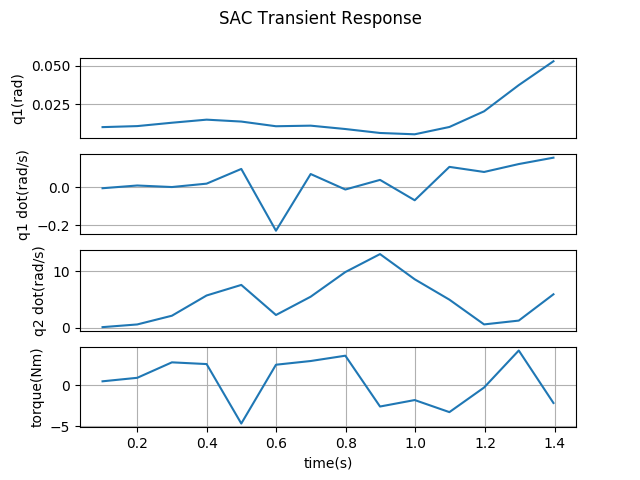 SAC Transient Response
0.050
0.025
q1(rad)
0.0
−0.2
q1 dot(rad/s)
10
0
q2 dot(rad/s)
0
−5
torque(Nm)
0.2 0.4 0.6 0.8 1.0 1.2 1.4
time(s)